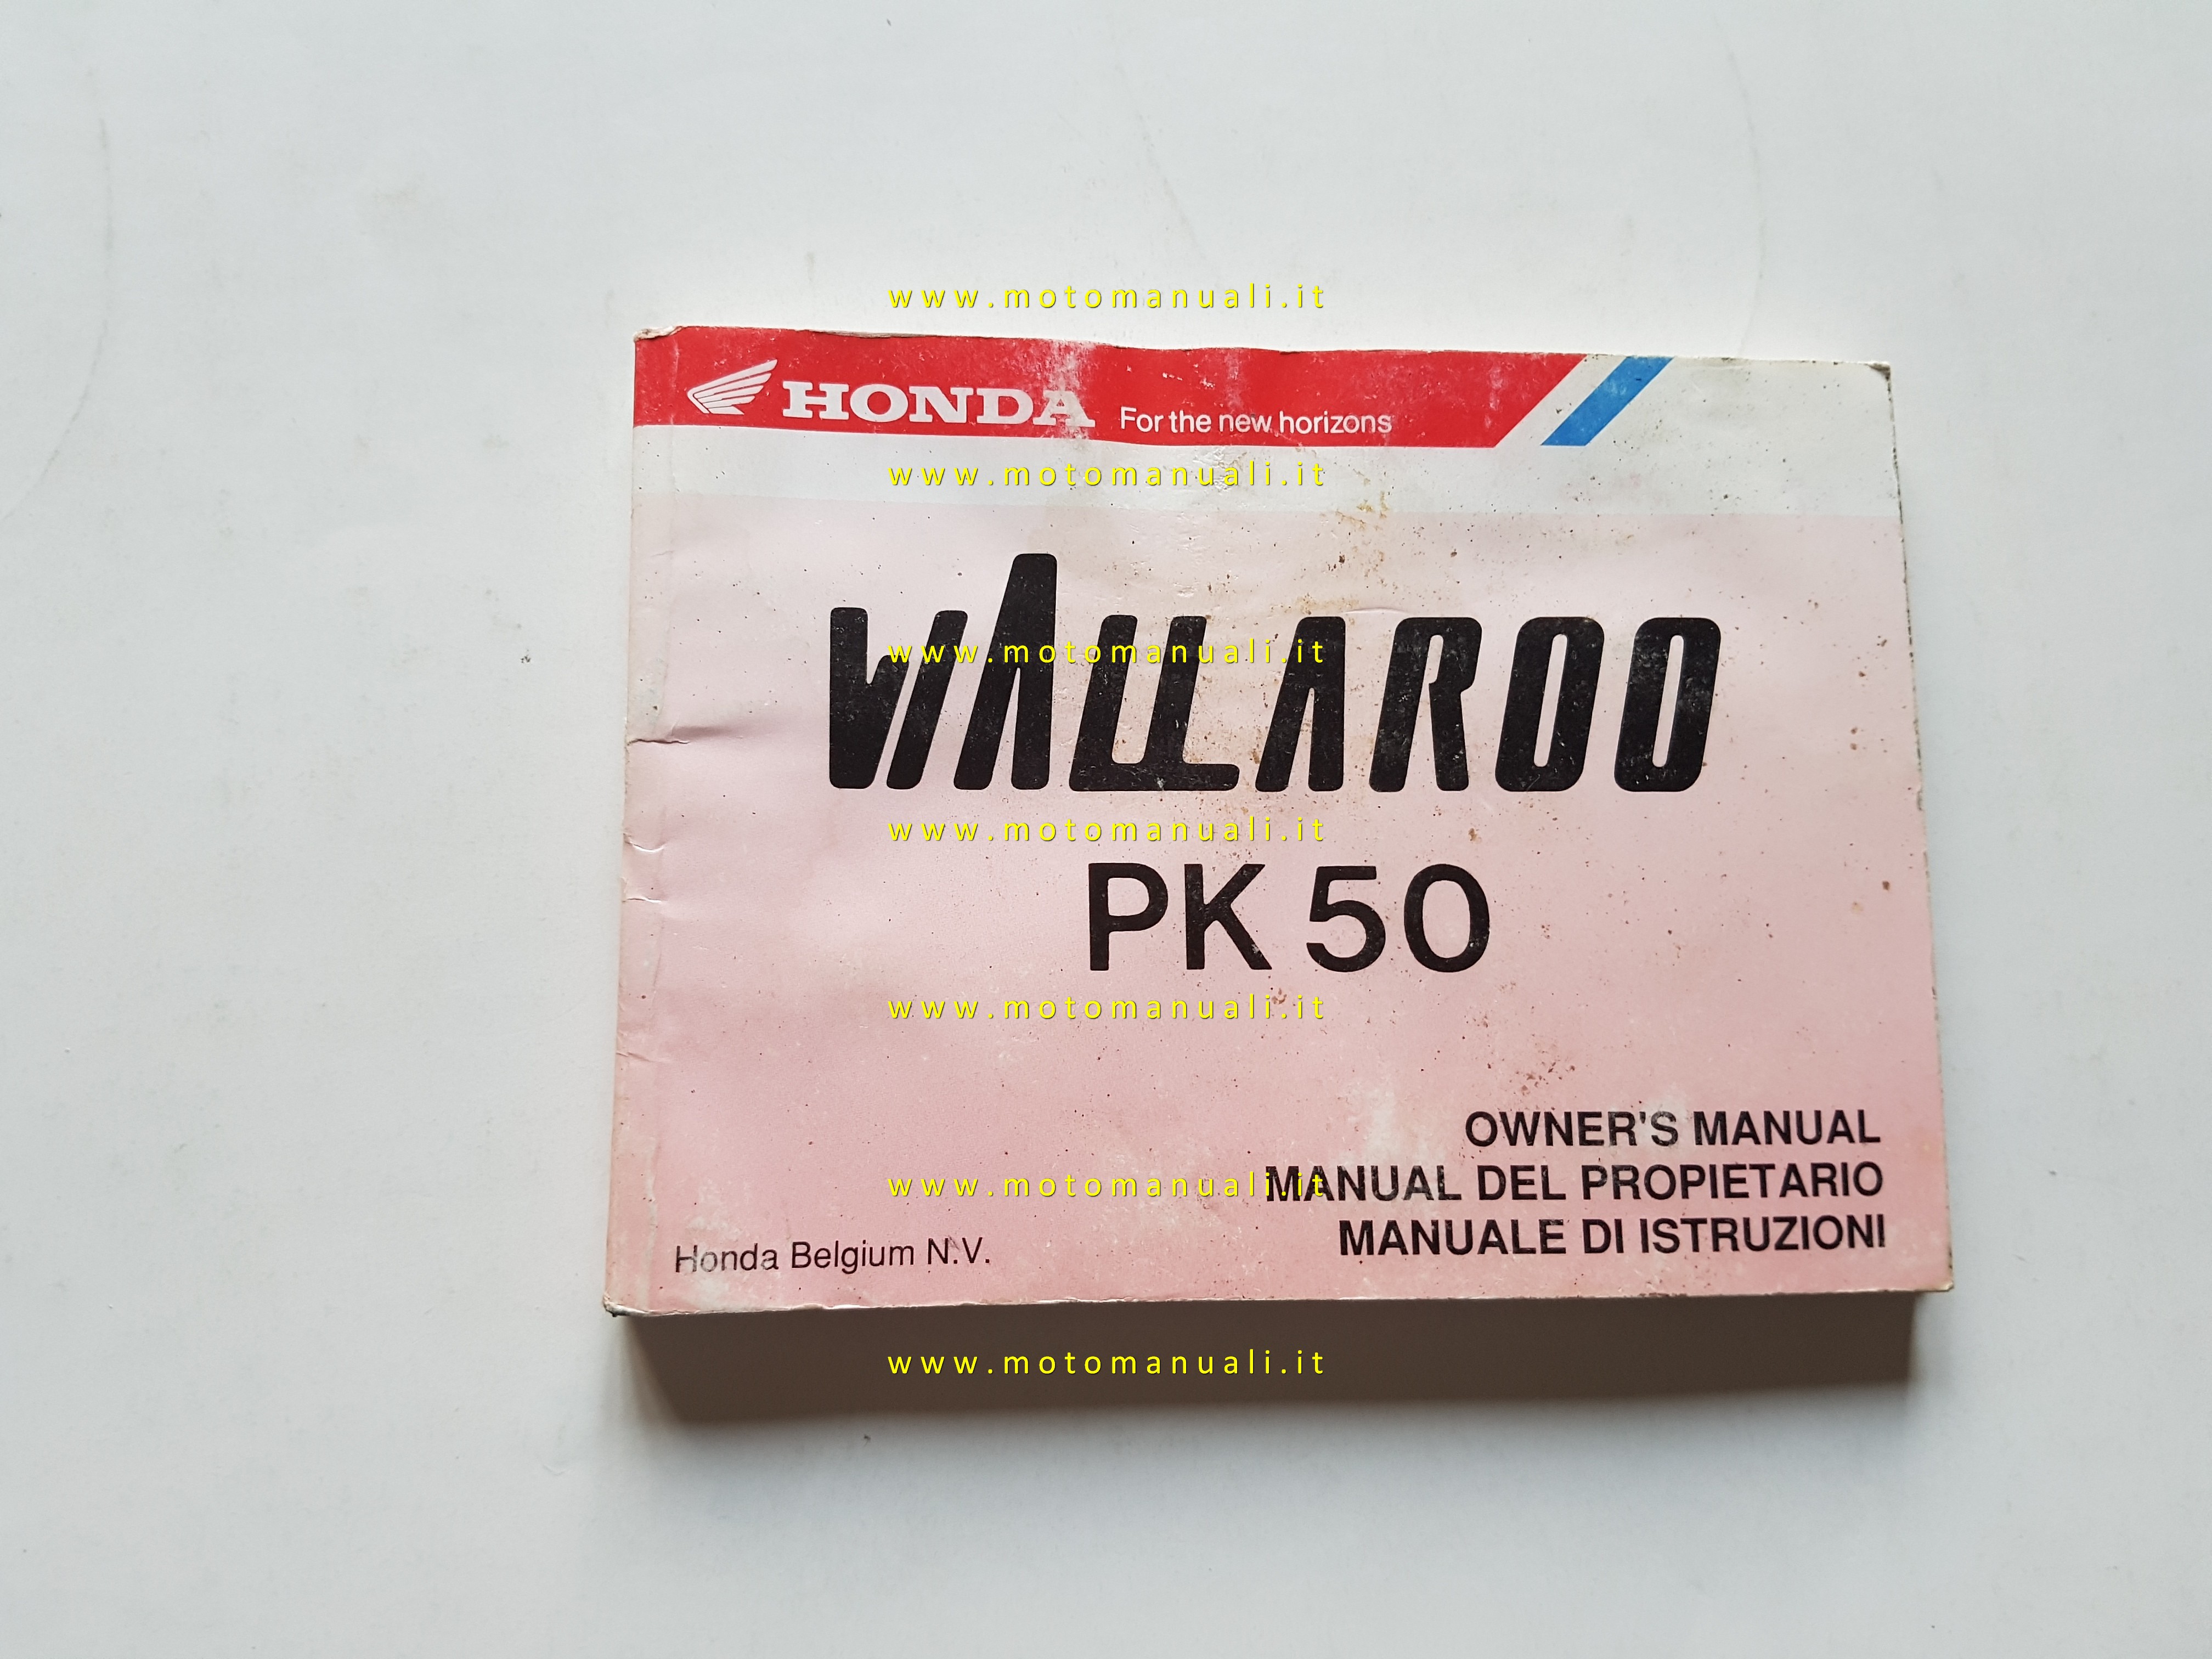 www.motomanuali.it
HONDA For the new horizons
www.motomanuali.it
WALLAROO
www.motomanuali.it
www.motomanuali.it
PK 50
www.motomanuali.it
OWNER'S MANUAL
MANUAL DEL PROPIETARIO
www.motomanuali.it
MANUALE DI ISTRUZIONI
Honda Belgium N.V.
www.motomanuali.it